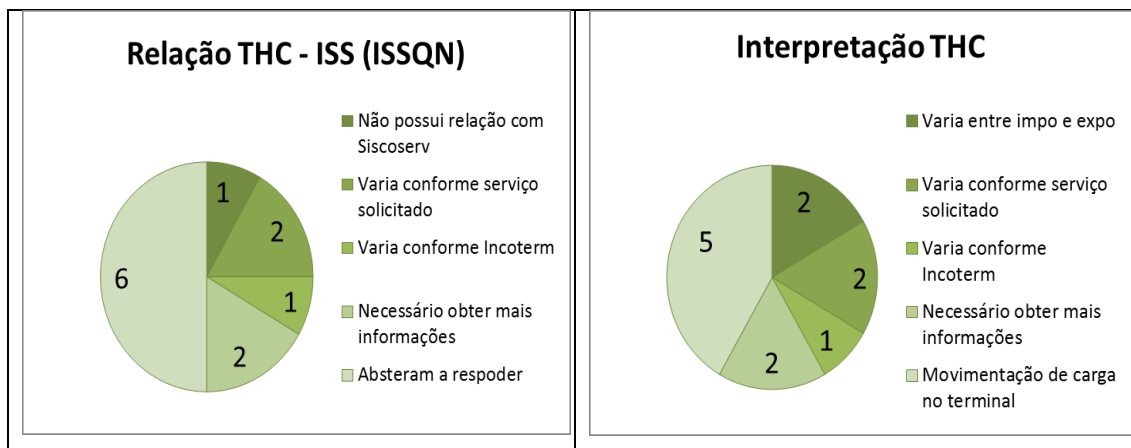 Relação THC - ISS (ISSQN)
Não possui relação com
Siscoserv
Varia conforme serviço
solicitado
Varia conforme Incoterm
Necessário obter mais
informações
Absteram a respoder
1
2
1
2
6
Interpretação THC
Varia entre impo e expo
Varia conforme serviço
solicitado
Varia conforme
Incoterm
Necessário obter mais
informações
Movimentação de carga
no terminal
2
2
1
2
5